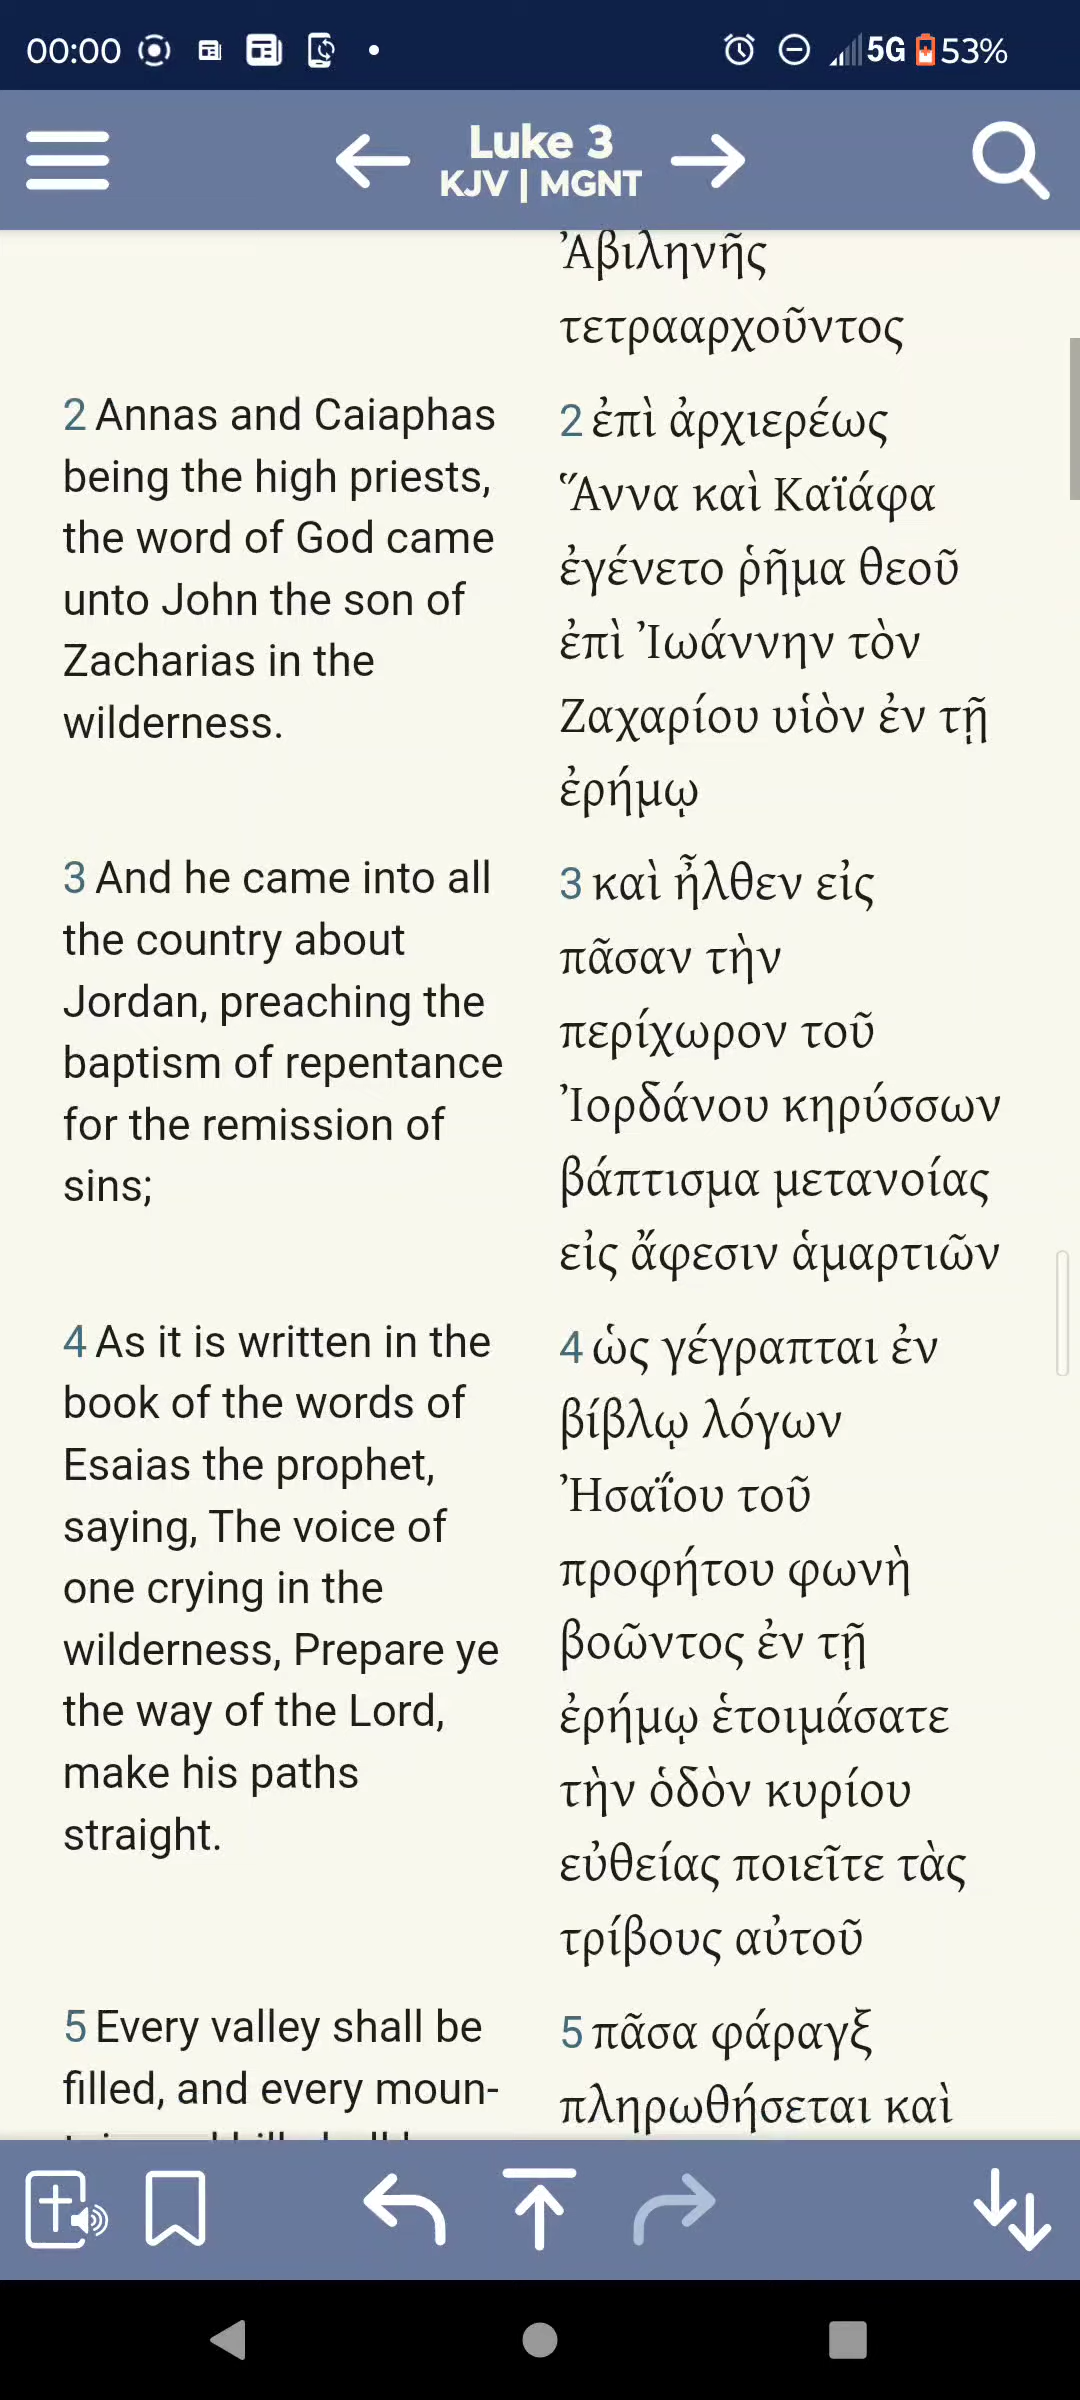 00:00
5G 53%
Luke 3
KJV | MGNT
Ἀβιληνῆς
τετρααρχοῦντος
2 Annas and Caiaphas
being the high priests,
the word of God came
unto John the son of
Zacharias in the
wilderness.
2 ἐπὶ ἀρχιερέως
Ἅννα καὶ Καϊάφα
ἐγένετο ῥῆμα θεοῦ
ἐπὶ Ἰωάννην τὸν
Ζαχαρίου υἱὸν ἐν τῇ
ἐρήμῳ
3 And he came into all
the country about
Jordan, preaching the
baptism of repentance
for the remission of
sins;
3 καὶ ἦλθεν εἰς
πᾶσαν τὴν
περίχωρον τοῦ
Ἰορδάνου κηρύσσων
βάπτισμα μετανοίας
εἰς ἄφεσιν ἁμαρτιῶν
4 As it is written in the
book of the words of
Esaias the prophet,
saying, The voice of
one crying in the
wilderness, Prepare ye
the way of the Lord,
make his paths
straight.
4 ὡς γέγραπται ἐν
βίβλῳ λόγων
Ἠσαΐου τοῦ
προφήτου φωνὴ
βοῶντος ἐν τῇ
ἐρήμῳ ἑτοιμάσατε
τὴν ὁδὸν κυρίου
εὐθείας ποιεῖτε τὰς
τρίβους αὐτοῦ
5 Every valley shall be
filled, and every moun-
5 πᾶσα φάραγξ
πληρωθήσεται καὶ